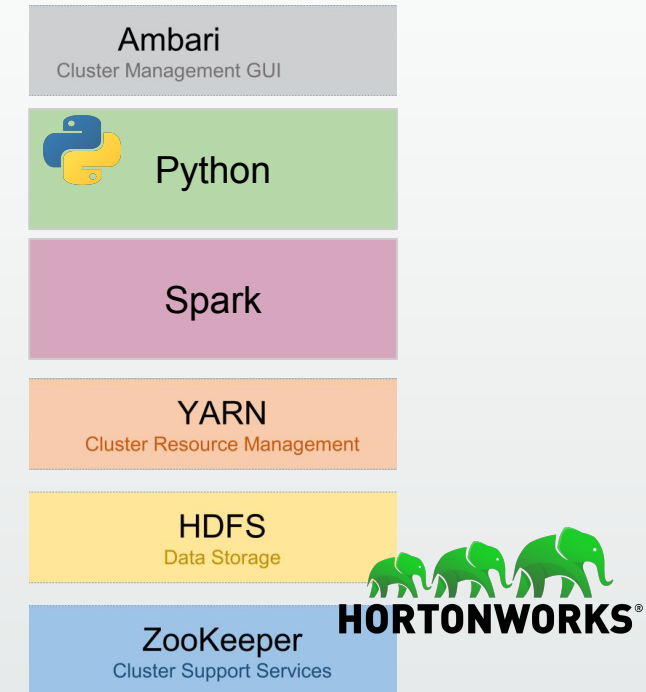 Ambari
Cluster Management GUI
Python
Spark
YARN
Cluster Resource Management
HDFS
Data Storage
HORTONWORKS®
ZooKeeper
Cluster Support Services